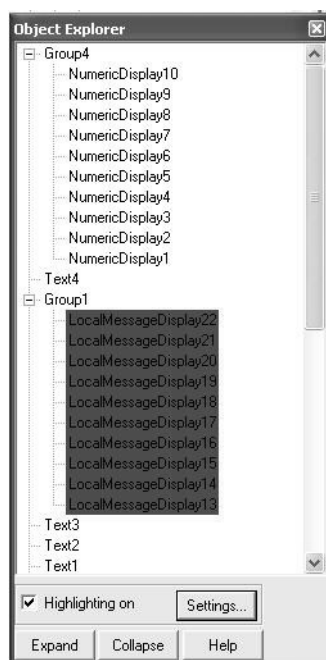 Object Explorer
Group4
NumericDisplay10
NumericDisplay9
NumericDisplay8
NumericDisplay7
NumericDisplay6
NumericDisplay5
NumericDisplay4
NumericDisplay3
NumericDisplay2
NumericDisplay1
Text4
Group1
LocalMessageDisplay22
LocalMessageDisplay21
LocalMessageDisplay20
LocalMessageDisplay19
LocalMessageDisplay18
LocalMessageDisplay17
LocalMessageDisplay16
LocalMessageDisplay15
LocalMessageDisplay14
LocalMessageDisplay13
Text3
Text2
Text1
Highlighting on Settings...
Expand Collapse Help